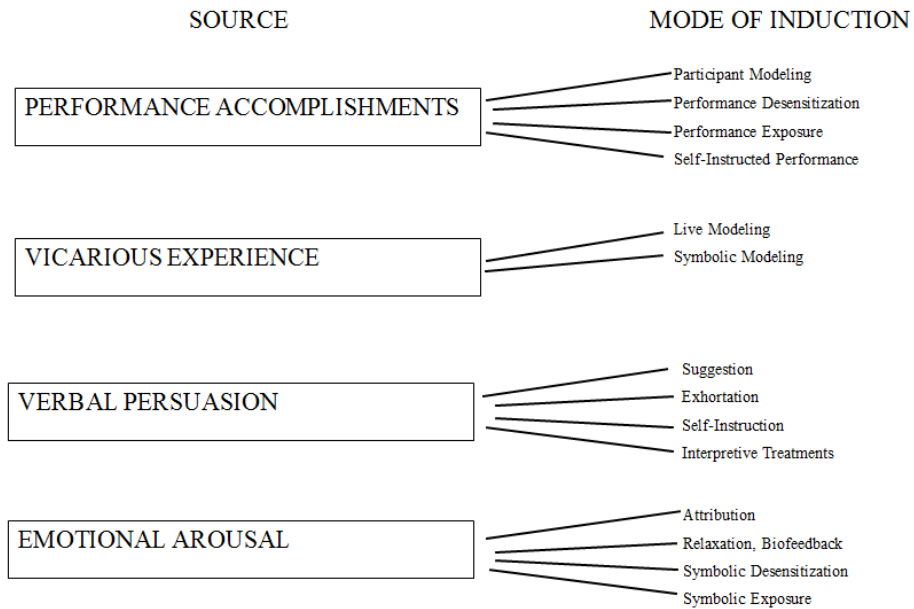 SOURCE
MODE OF INDUCTION
PERFORMANCE ACCOMPLISHMENTS
Participant Modeling
Performance Desensitization
Performance Exposure
Self-Instructed Performance
VICARIOUS EXPERIENCE
Live Modeling
Symbolic Modeling
VERBAL PERSUASION
Suggestion
Exhortation
Self-Instruction
Interpretive Treatments
EMOTIONAL AROUSAL
Attribution
Relaxation, Biofeedback
Symbolic Desensitization
Symbolic Exposure